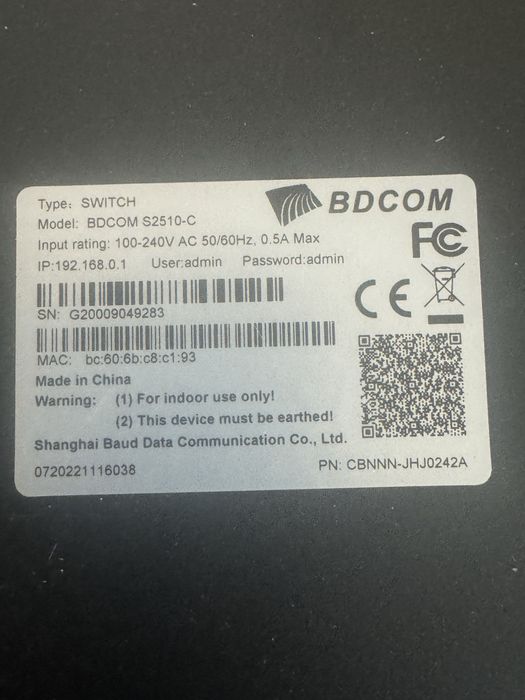 BDCOM
Type: SWITCH
Model: BDCOM S2510-C
Input rating: 100-240V AC 50/60Hz, 0.5A Max
IP:192.168.0.1 User:admin Password:admin
FC
CE
SN: G20009049283
MAC: bc:60:6b:c8:c1:93
Made in China
Warning: (1) For indoor use only!
(2) This device must be earthed!
Shanghai Baud Data Communication Co., Ltd.
0720221116038 PN: CBNNN-JHJ0242A